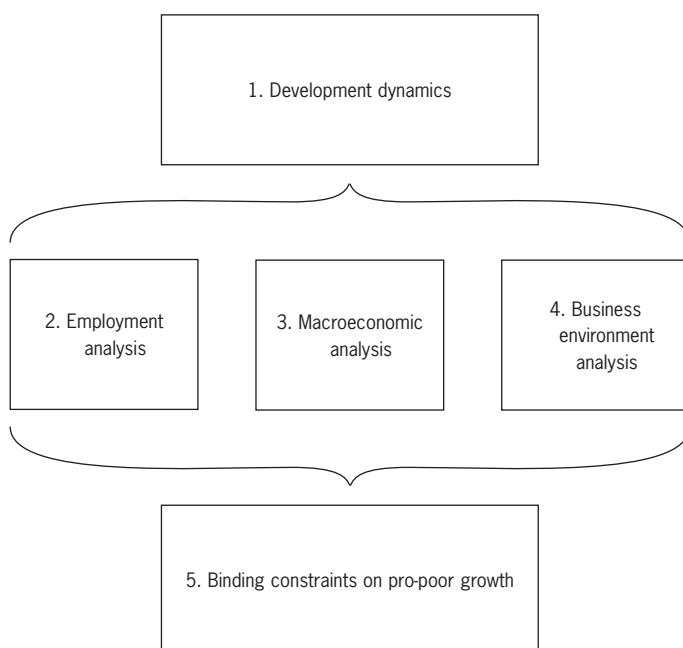 1. Development dynamics
2. Employment
analysis
3. Macroeconomic
analysis
4. Business
environment
analysis
5. Binding constraints on pro-poor growth